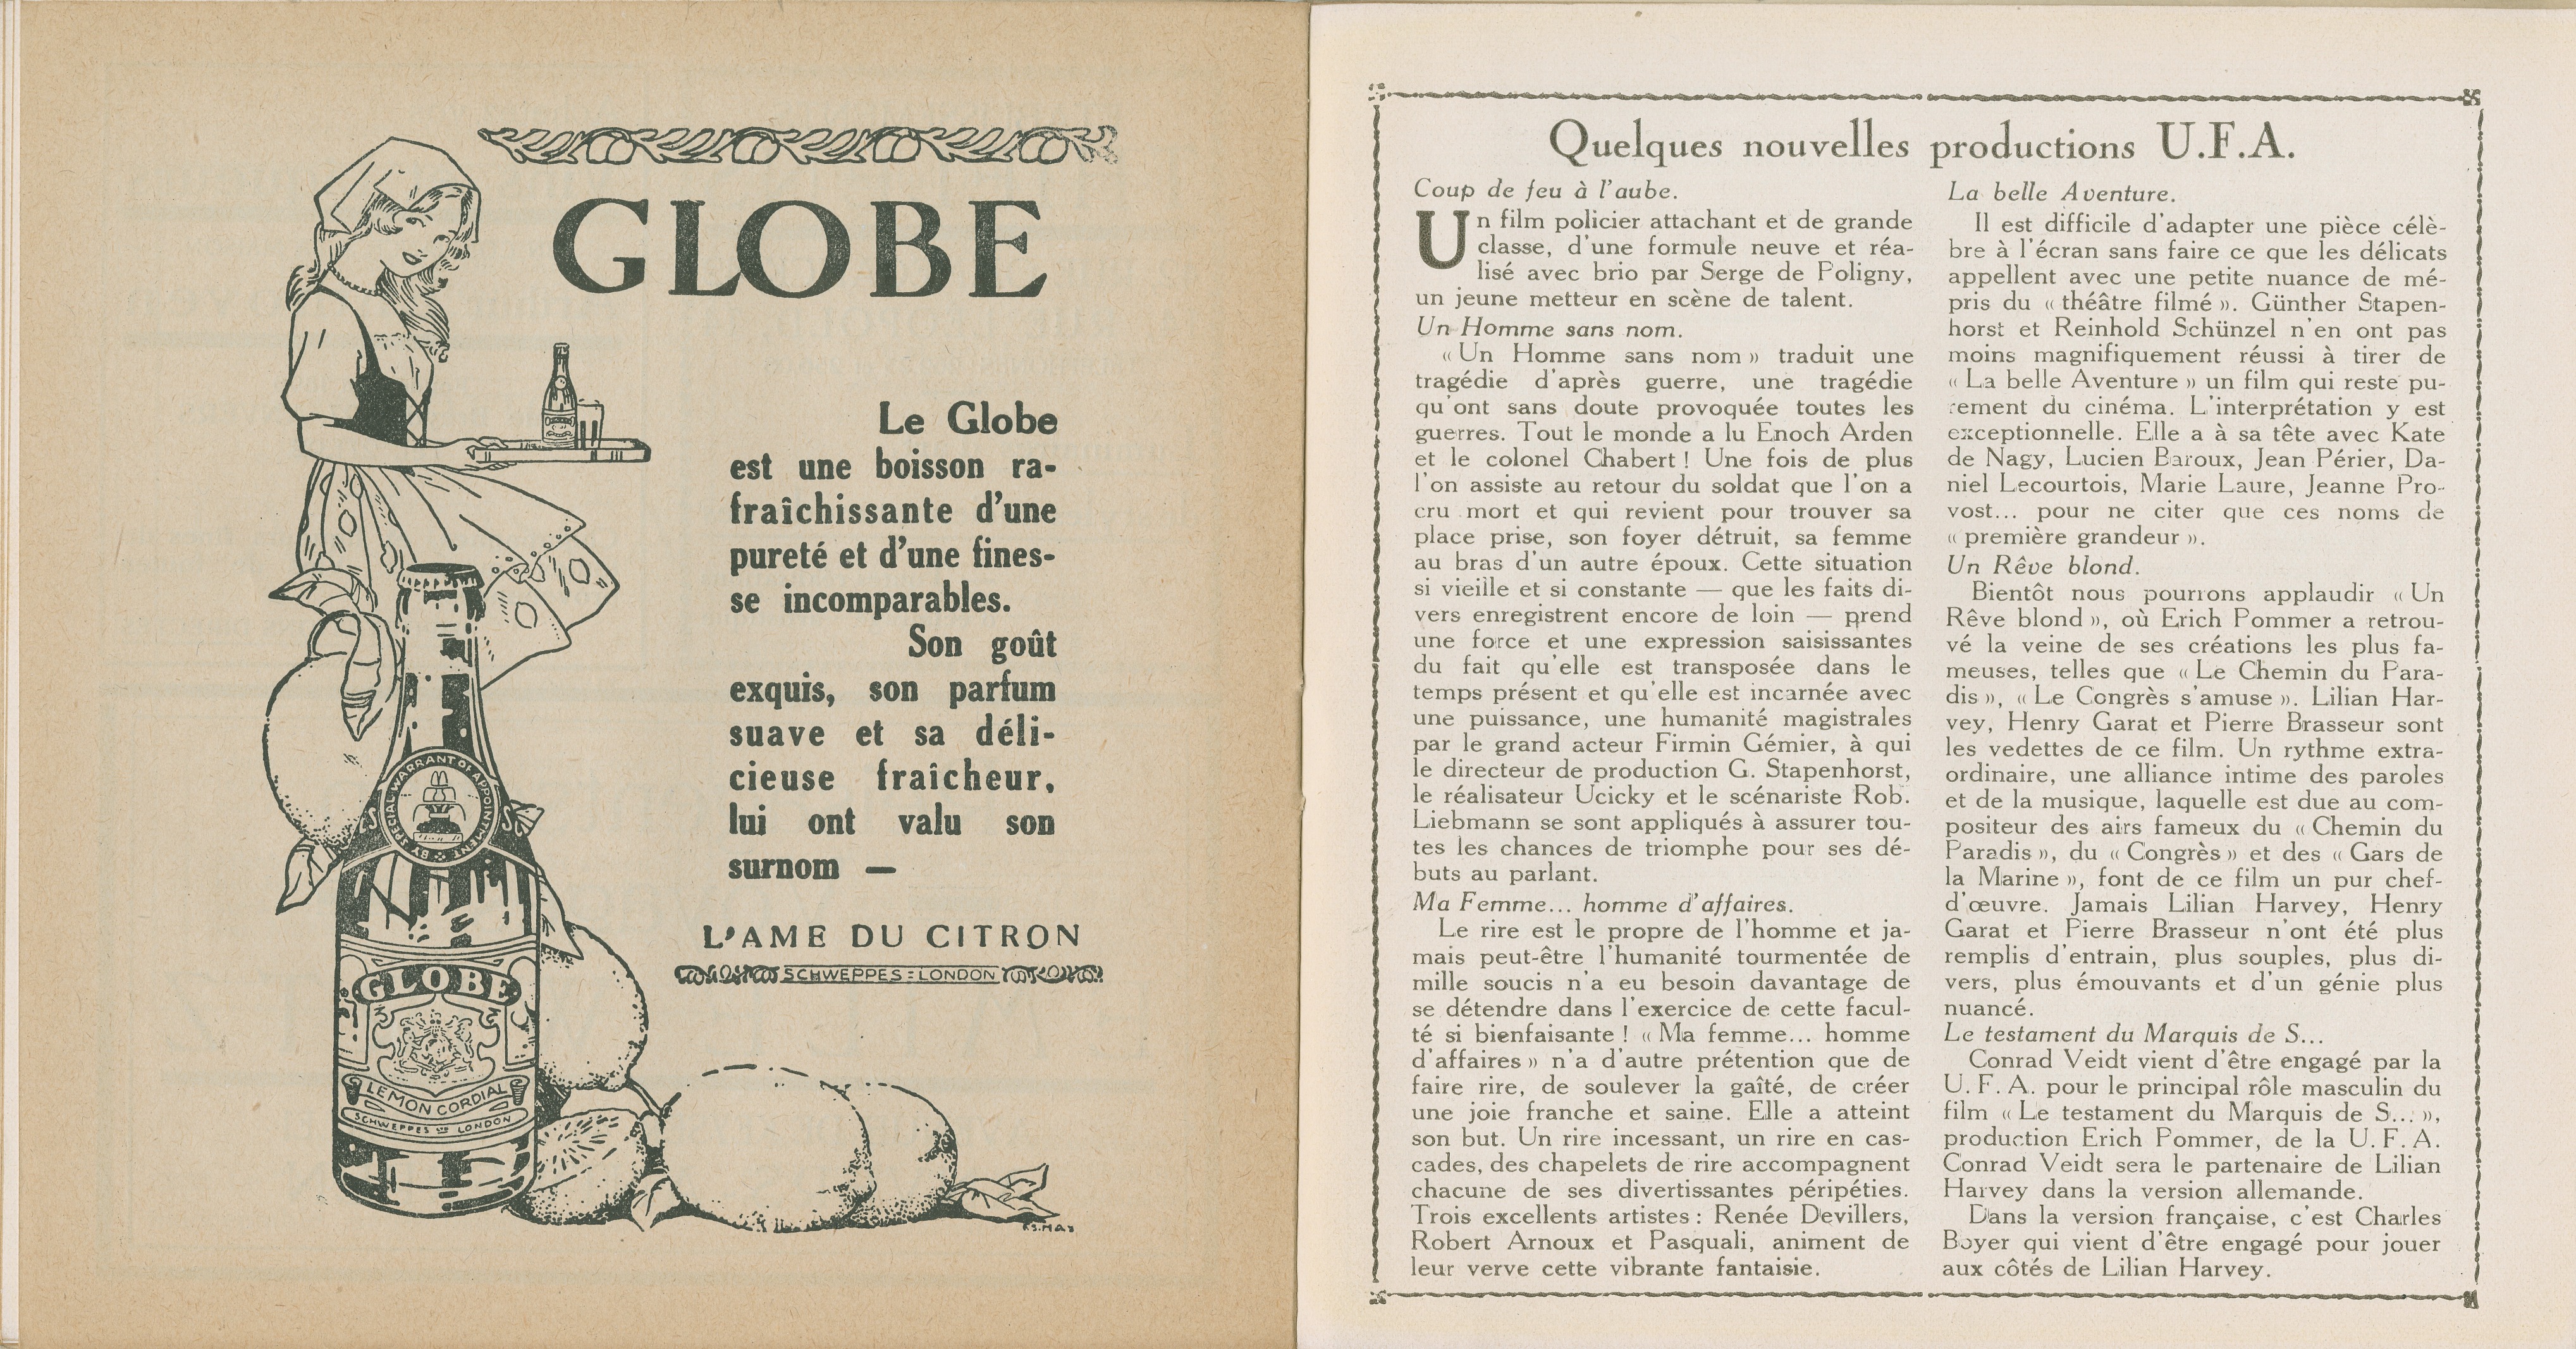 GLOBE
Le Globe
est une boisson ra-
fraîchissante d'une
pureté et d'une fines-
se incomparables.
Son goût
exquis, son parfum
suave et sa déli-
cieuse fraîcheur,
lui ont valu son
surnom —
L'AME DU CITRON
SCHWEPPES=LONDON
BY SPECIAL WARRANT OF APPOINTMENT
GLOBE
LEMON CORDIAL
SCHWEPPES LTD LONDON
Quelques nouvelles productions U.F.A.
Coup de feu à l'aube.
Un film policier attachant et de grande
classe, d'une formule neuve et réa-
lisé avec brio par Serge de Poligny,
un jeune metteur en scène de talent.
Un Homme sans nom.
« Un Homme sans nom » traduit une
tragédie d'après guerre, une tragédie
qu'ont sans doute provoquée toutes les
guerres. Tout le monde a lu Enoch Arden
et le colonel Chabert ! Une fois de plus
l'on assiste au retour du soldat que l'on a
cru mort et qui revient pour trouver sa
place prise, son foyer détruit, sa femme
au bras d'un autre époux. Cette situation
si vieille et si constante — que les faits di-
vers enregistrent encore de loin — prend
une force et une expression saisissantes
du fait qu'elle est transposée dans le
temps présent et qu'elle est incarnée avec
une puissance, une humanité magistrales
par le grand acteur Firmin Gémier, à qui
le directeur de production G. Stapenhorst,
le réalisateur Ucicky et le scénariste Rob.
Liebmann se sont appliqués à assurer tou-
tes les chances de triomphe pour ses dé-
buts au parlant.
Ma Femme... homme d'affaires.
Le rire est le propre de l'homme et ja-
mais peut-être l'humanité tourmentée de
mille soucis n'a eu besoin davantage de
se détendre dans l'exercice de cette facul-
té si bienfaisante ! « Ma femme... homme
d'affaires » n'a d'autre prétention que de
faire rire, de soulever la gaîté, de créer
une joie franche et saine. Elle a atteint
son but. Un rire incessant, un rire en cas-
cades, des chapelets de rire accompagnent
chacune de ses divertissantes péripéties.
Trois excellents artistes : Renée Devillers,
Robert Arnoux et Pasquali, animent de
leur verve cette vibrante fantaisie.
La belle Aventure.
Il est difficile d'adapter une pièce célè-
bre à l'écran sans faire ce que les délicats
appellent avec une petite nuance de mé-
pris du « théâtre filmé ». Günther Stapen-
horst et Reinhold Schünzel n'en ont pas
moins magnifiquement réussi à tirer de
« La belle Aventure » un film qui reste pu-
rement du cinéma. L'interprétation y est
exceptionnelle. Elle a à sa tête avec Kate
de Nagy, Lucien Baroux, Jean Périer, Da-
niel Lecourtois, Marie Laure, Jeanne Pro-
vost... pour ne citer que ces noms de
« première grandeur ».
Un Rêve blond.
Bientôt nous pourrons applaudir « Un
Rêve blond », où Erich Pommer a retrou-
vé la veine de ses créations les plus fa-
meuses, telles que « Le Chemin du Para-
dis », « Le Congrès s'amuse ». Lilian Har-
vey, Henry Garat et Pierre Brasseur sont
les vedettes de ce film. Un rythme extra-
ordinaire, une alliance intime des paroles
et de la musique, laquelle est due au com-
positeur des airs fameux du « Chemin du
Paradis », du « Congrès » et des « Gars de
la Marine », font de ce film un pur chef-
d'œuvre. Jamais Lilian Harvey, Henry
Garat et Pierre Brasseur n'ont été plus
remplis d'entrain, plus souples, plus di-
vers, plus émouvants et d'un génie plus
nuancé.
Le testament du Marquis de S...
Conrad Veidt vient d'être engagé par la
U. F. A. pour le principal rôle masculin du
film « Le testament du Marquis de S... »,
production Erich Pommer, de la U. F. A.
Conrad Veidt sera le partenaire de Lilian
Harvey dans la version allemande.
Dans la version française, c'est Charles
Boyer qui vient d'être engagé pour jouer
aux côtés de Lilian Harvey.